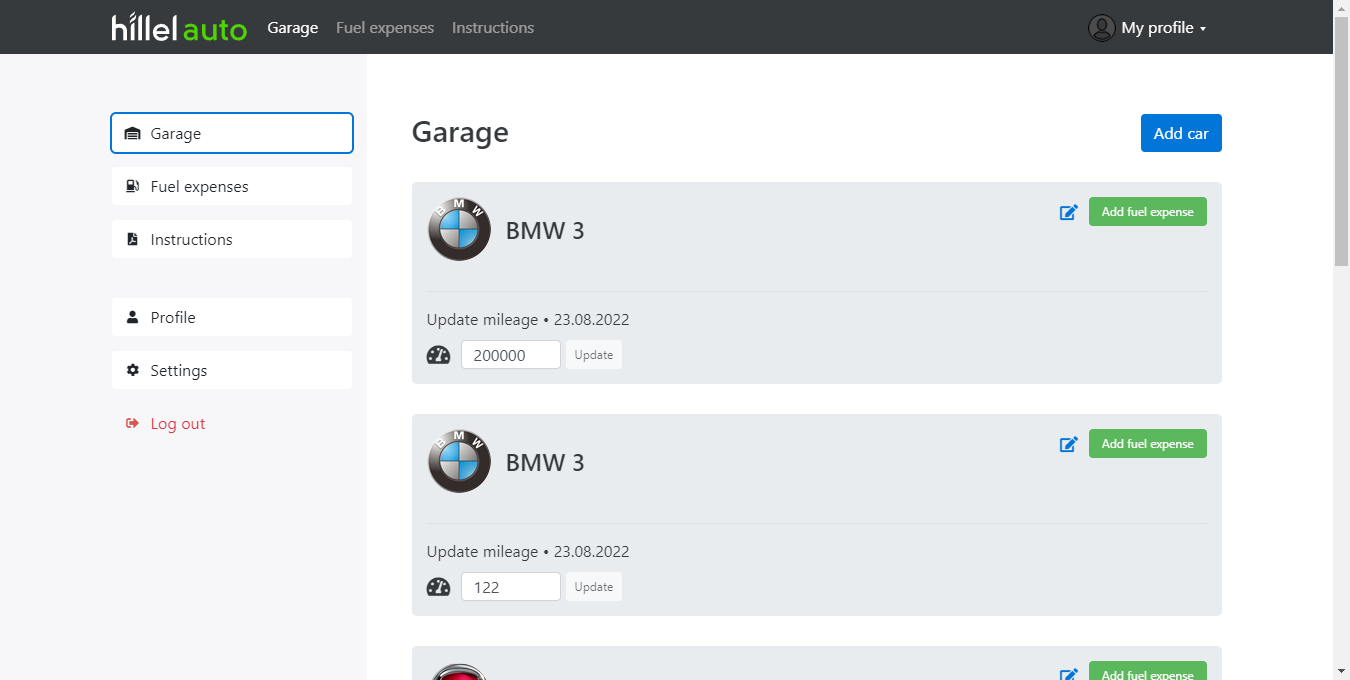 hillel auto Garage Fuel expenses Instructions My profile
Garage
Fuel expenses
Instructions
Profile
Settings
Log out
Garage
Add car
BMW
BMW 3
Add fuel expense
Update mileage • 23.08.2022
200000 Update
BMW
BMW 3
Add fuel expense
Update mileage • 23.08.2022
122 Update
Add fuel expense